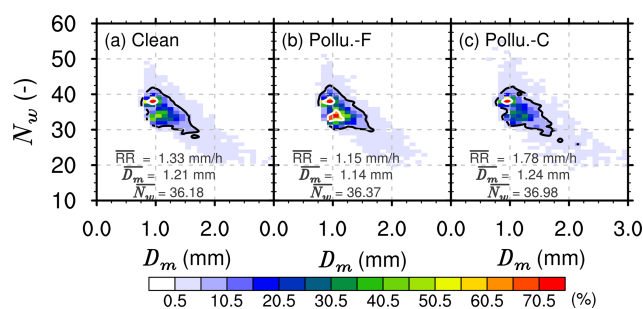 60
50
40
30
20
10
N_w (-)
(a) Clean
(b) Pollu.-F
(c) Pollu.-C
RR = 1.33 mm/h
D_m = 1.21 mm
N_w = 36.18
RR = 1.15 mm/h
D_m = 1.14 mm
N_w = 36.37
RR = 1.78 mm/h
D_m = 1.24 mm
N_w = 36.98
0.0 1.0 2.0 0.0 1.0 2.0 0.0 1.0 2.0 3.0
D_m (mm) D_m (mm) D_m (mm)
0.5 10.5 20.5 30.5 40.5 50.5 60.5 70.5 (%)